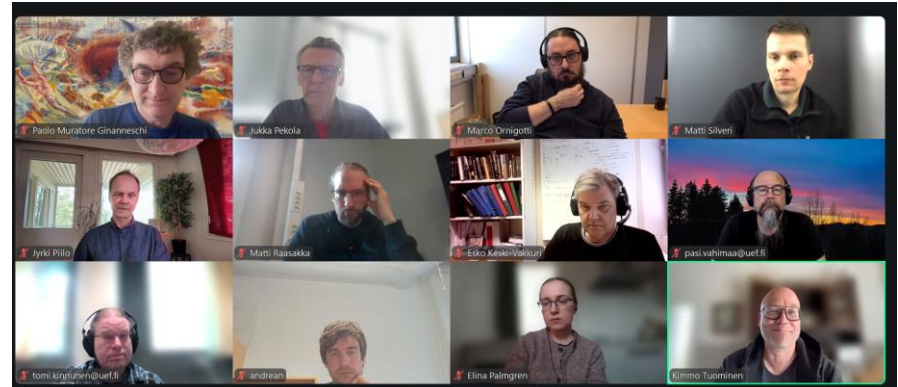 Paolo Muratore Ginanneschi
Jukka Pekola
Marco Ornigotti
Matti Silveri
Jyrki Piilo
Matti Raasakka
Esko Keski-Vakkuri
pasi.vahimaa@uef.fi
tomi.kinnunen@uef.fi
andrean
Elina Palmgren
Kimmo Tuominen